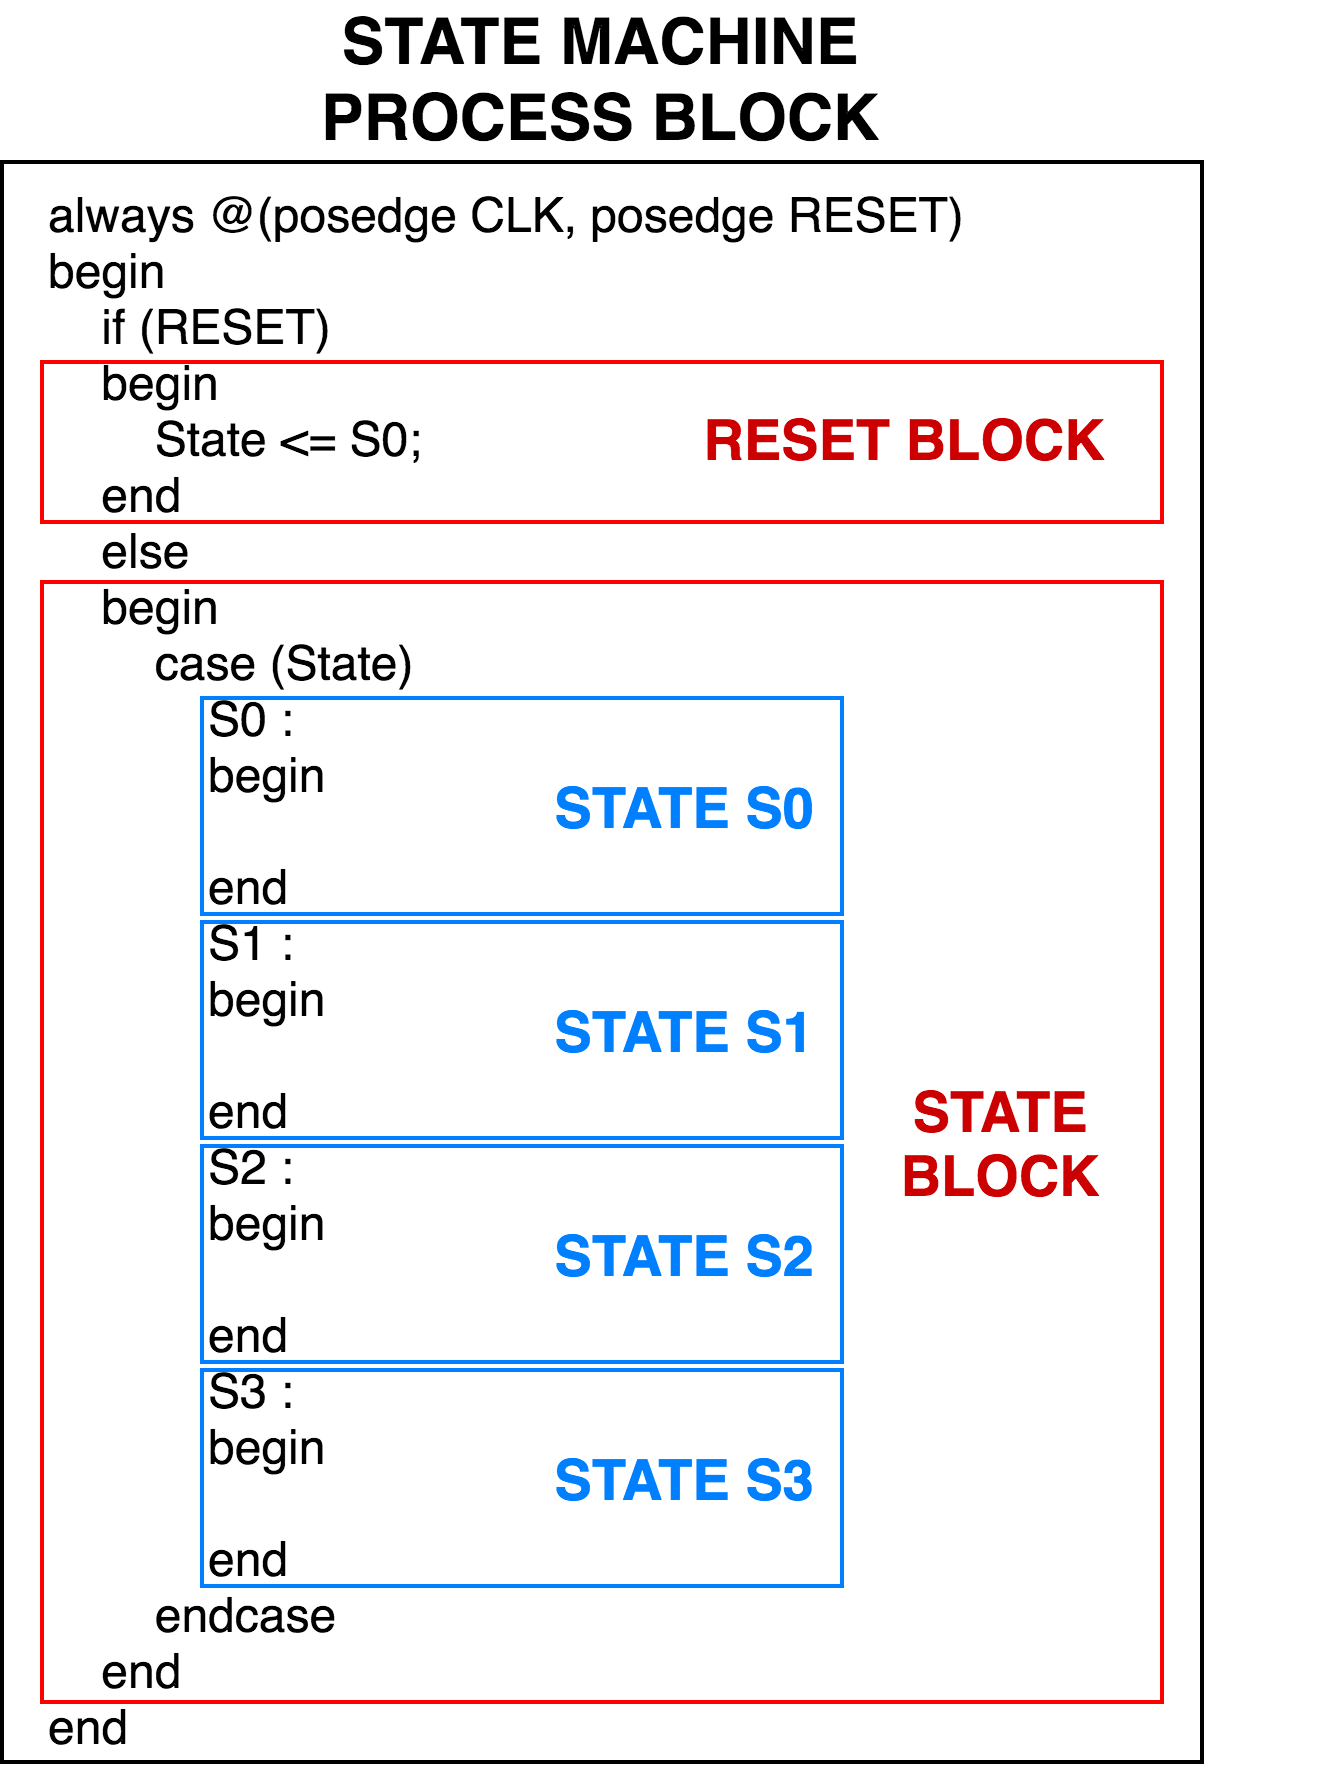 STATE MACHINE
PROCESS BLOCK
always @(posedge CLK, posedge RESET)
begin
if (RESET)
begin
State <= S0;
RESET BLOCK
end
else
begin
case (State)
S0 :
begin
STATE S0
end
S1 :
begin
STATE S1
end
STATE
BLOCK
S2 :
begin
STATE S2
end
S3 :
begin
STATE S3
end
endcase
end
end